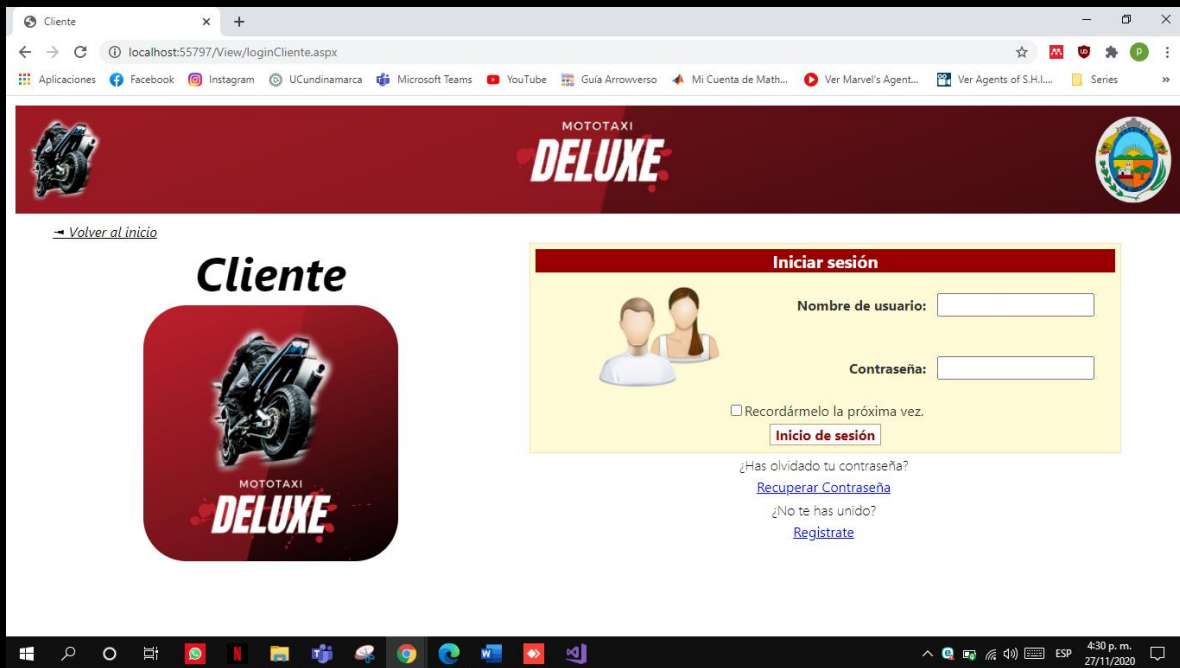 Cliente
localhost:55797/View/loginCliente.aspx
Aplicaciones Facebook Instagram UCundinamarca Microsoft Teams YouTube Guía Arrowverso Mi Cuenta de Math... Ver Marvel's Agent... Ver Agents of S.H.I.... Series »
MOTOTAXI
DELUXE
Volver al inicio
Cliente
MOTOTAXI
DELUXE
Iniciar sesión
Nombre de usuario:
Contraseña:
Recordármelo la próxima vez.
Inicio de sesión
¿Has olvidado tu contraseña?
Recuperar Contraseña
¿No te has unido?
Registrate
ESP
4:30 p. m.
27/11/2020